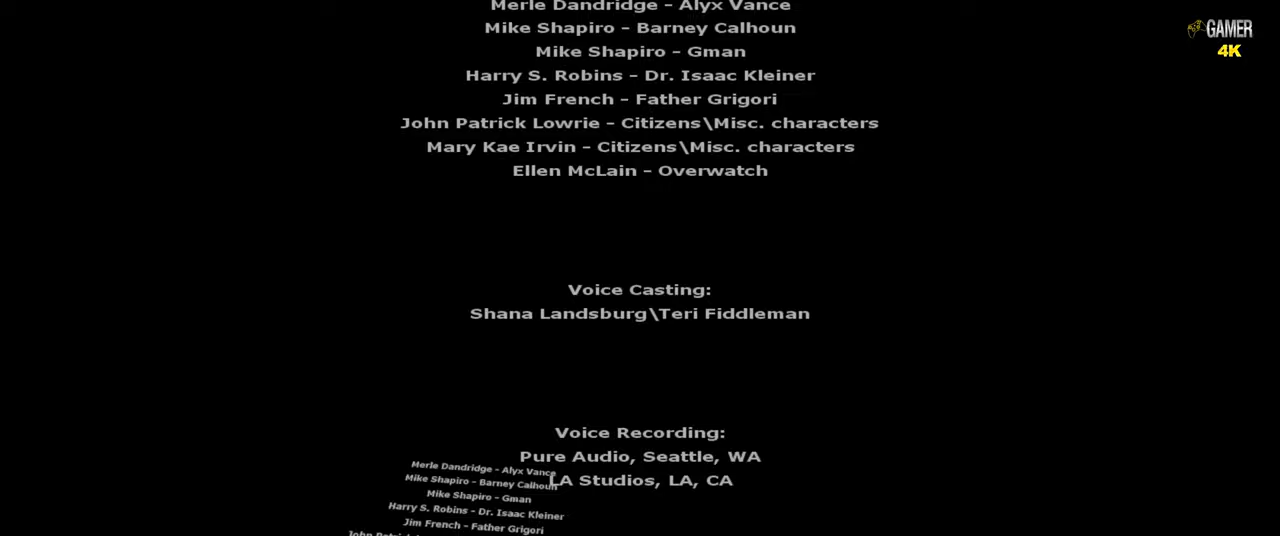 Merle Dandridge - Alyx Vance
Mike Shapiro - Barney Calhoun
Mike Shapiro - Gman
Harry S. Robins - Dr. Isaac Kleiner
Jim French - Father Grigori
John Patrick Lowrie - Citizens\Misc. characters
Mary Kae Irvin - Citizens\Misc. characters
Ellen McLain - Overwatch
GAMER
4K
Voice Casting:
Shana Landsburg\Teri Fiddleman
Voice Recording:
Pure Audio, Seattle, WA
LA Studios, LA, CA
Merle Dandridge - Alyx Vance
Mike Shapiro - Barney Calhoun
Mike Shapiro - Gman
Harry S. Robins - Dr. Isaac Kleiner
Jim French - Father Grigori